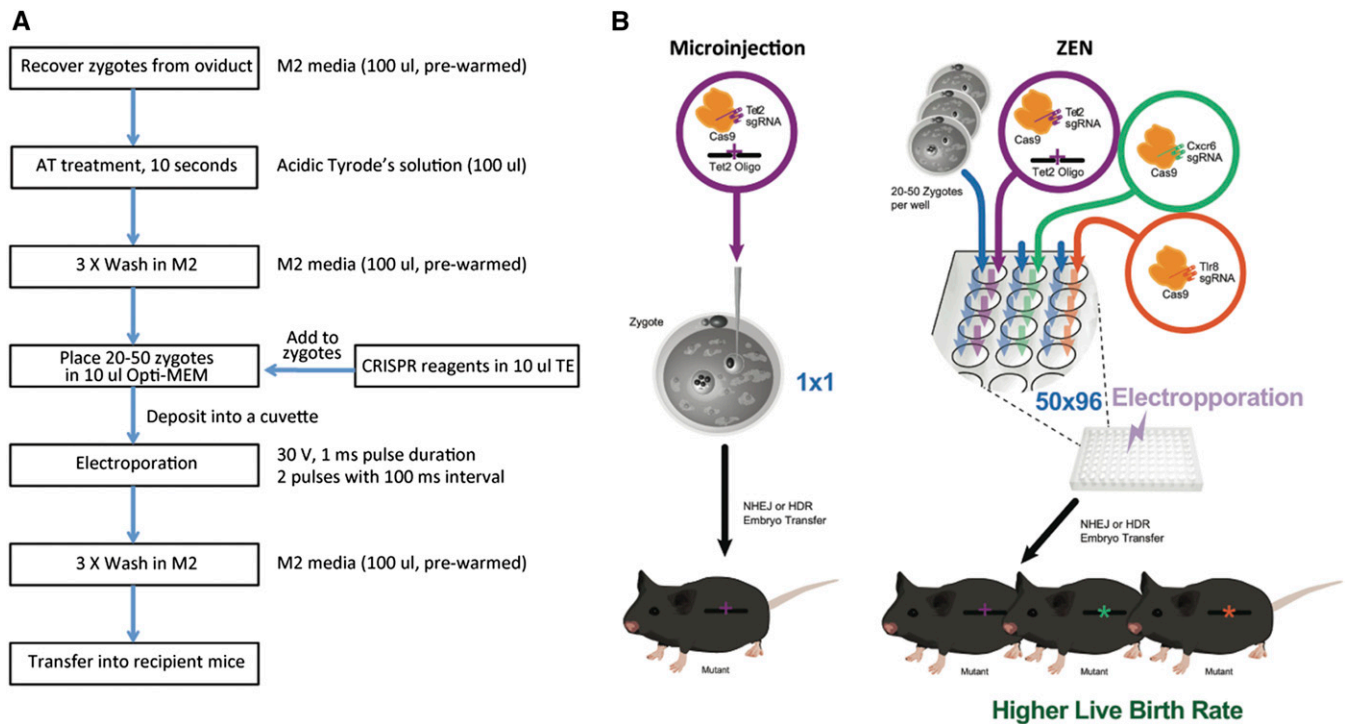 A
Recover zygotes from oviduct
M2 media (100 ul, pre-warmed)
AT treatment, 10 seconds
Acidic Tyrode's solution (100 ul)
3 X Wash in M2
M2 media (100 ul, pre-warmed)
Place 20-50 zygotes
in 10 ul Opti-MEM
Add to
zygotes
CRISPR reagents in 10 ul TE
Deposit into a cuvette
Electroporation
30 V, 1 ms pulse duration
2 pulses with 100 ms interval
3 X Wash in M2
M2 media (100 ul, pre-warmed)
Transfer into recipient mice
B
Microinjection
Tet2
sgRNA
Cas9
Tet2 Oligo
Zygote
1x1
NHEJ or HDR
Embryo Transfer
Mutant
ZEN
20-50 Zygotes
per well
Tet2
sgRNA
Cas9
Tet2 Oligo
Cxcr6
sgRNA
Cas9
Tlr8
sgRNA
Cas9
50x96
Electropporation
NHEJ or HDR
Embryo Transfer
Mutant
Mutant
Mutant
Higher Live Birth Rate